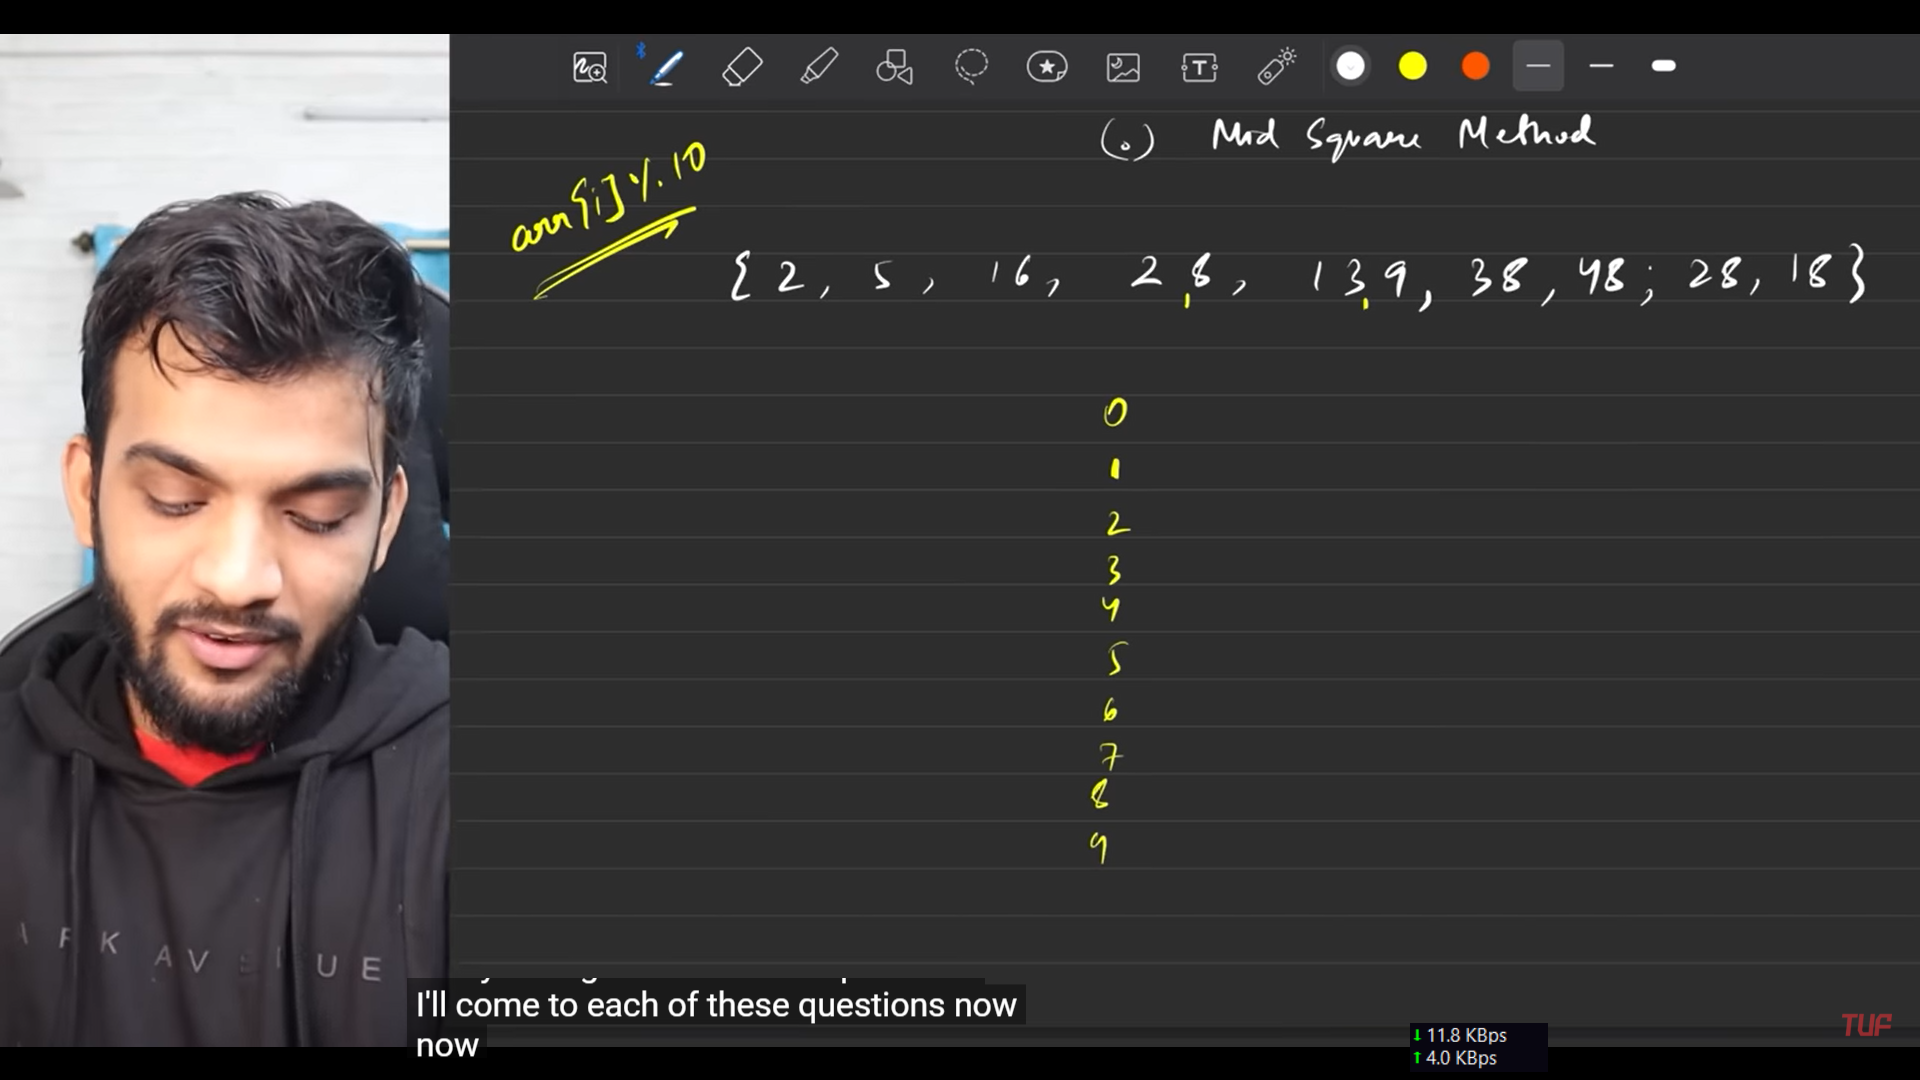 (.) Mid Square Method
arr[i] % 10
{2, 5, 16, 28, 139, 38, 48; 28, 18}
0
1
2
3
4
5
6
7
8
9
AVENUE
I'll come to each of these questions now
now
TUF
↓ 11.8 KBps
↑ 4.0 KBps